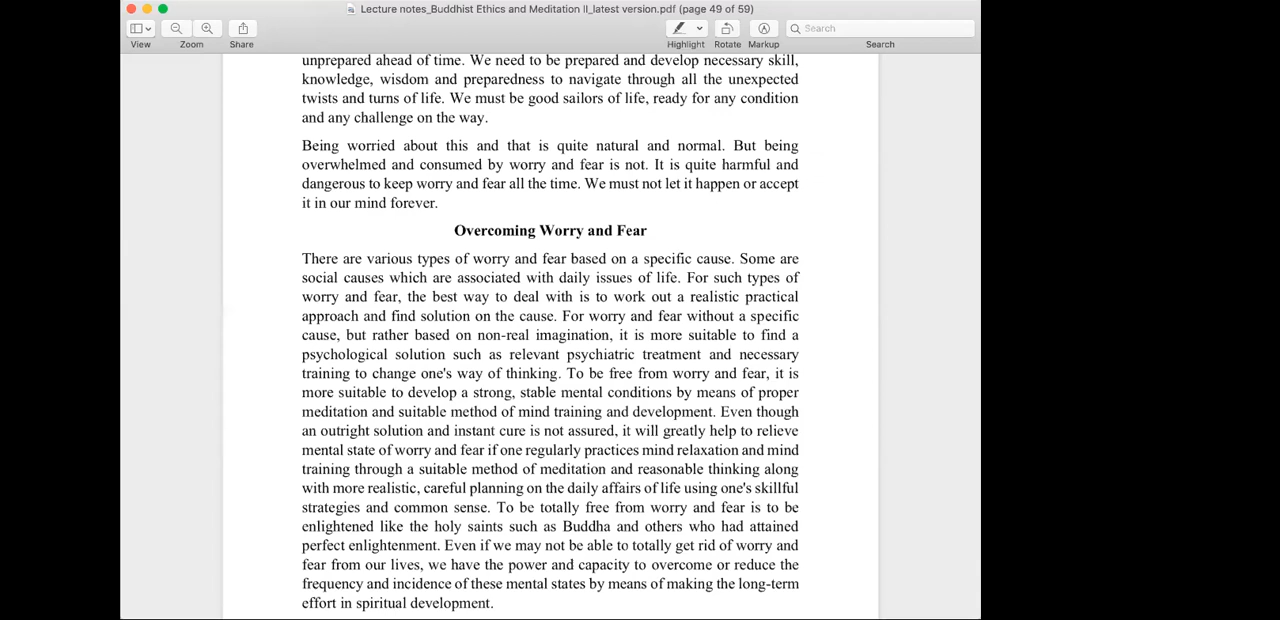 Lecture notes_Buddhist Ethics and Meditation II_latest version.pdf (page 49 of 59)
Search
View Zoom Share Highlight Rotate Markup Search
unprepared ahead of time. We need to be prepared and develop necessary skill,
knowledge, wisdom and preparedness to navigate through all the unexpected
twists and turns of life. We must be good sailors of life, ready for any condition
and any challenge on the way.
Being worried about this and that is quite natural and normal. But being
overwhelmed and consumed by worry and fear is not. It is quite harmful and
dangerous to keep worry and fear all the time. We must not let it happen or accept
it in our mind forever.
Overcoming Worry and Fear
There are various types of worry and fear based on a specific cause. Some are
social causes which are associated with daily issues of life. For such types of
worry and fear, the best way to deal with is to work out a realistic practical
approach and find solution on the cause. For worry and fear without a specific
cause, but rather based on non-real imagination, it is more suitable to find a
psychological solution such as relevant psychiatric treatment and necessary
training to change one's way of thinking. To be free from worry and fear, it is
more suitable to develop a strong, stable mental conditions by means of proper
meditation and suitable method of mind training and development. Even though
an outright solution and instant cure is not assured, it will greatly help to relieve
mental state of worry and fear if one regularly practices mind relaxation and mind
training through a suitable method of meditation and reasonable thinking along
with more realistic, careful planning on the daily affairs of life using one's skillful
strategies and common sense. To be totally free from worry and fear is to be
enlightened like the holy saints such as Buddha and others who had attained
perfect enlightenment. Even if we may not be able to totally get rid of worry and
fear from our lives, we have the power and capacity to overcome or reduce the
frequency and incidence of these mental states by means of making the long-term
effort in spiritual development.